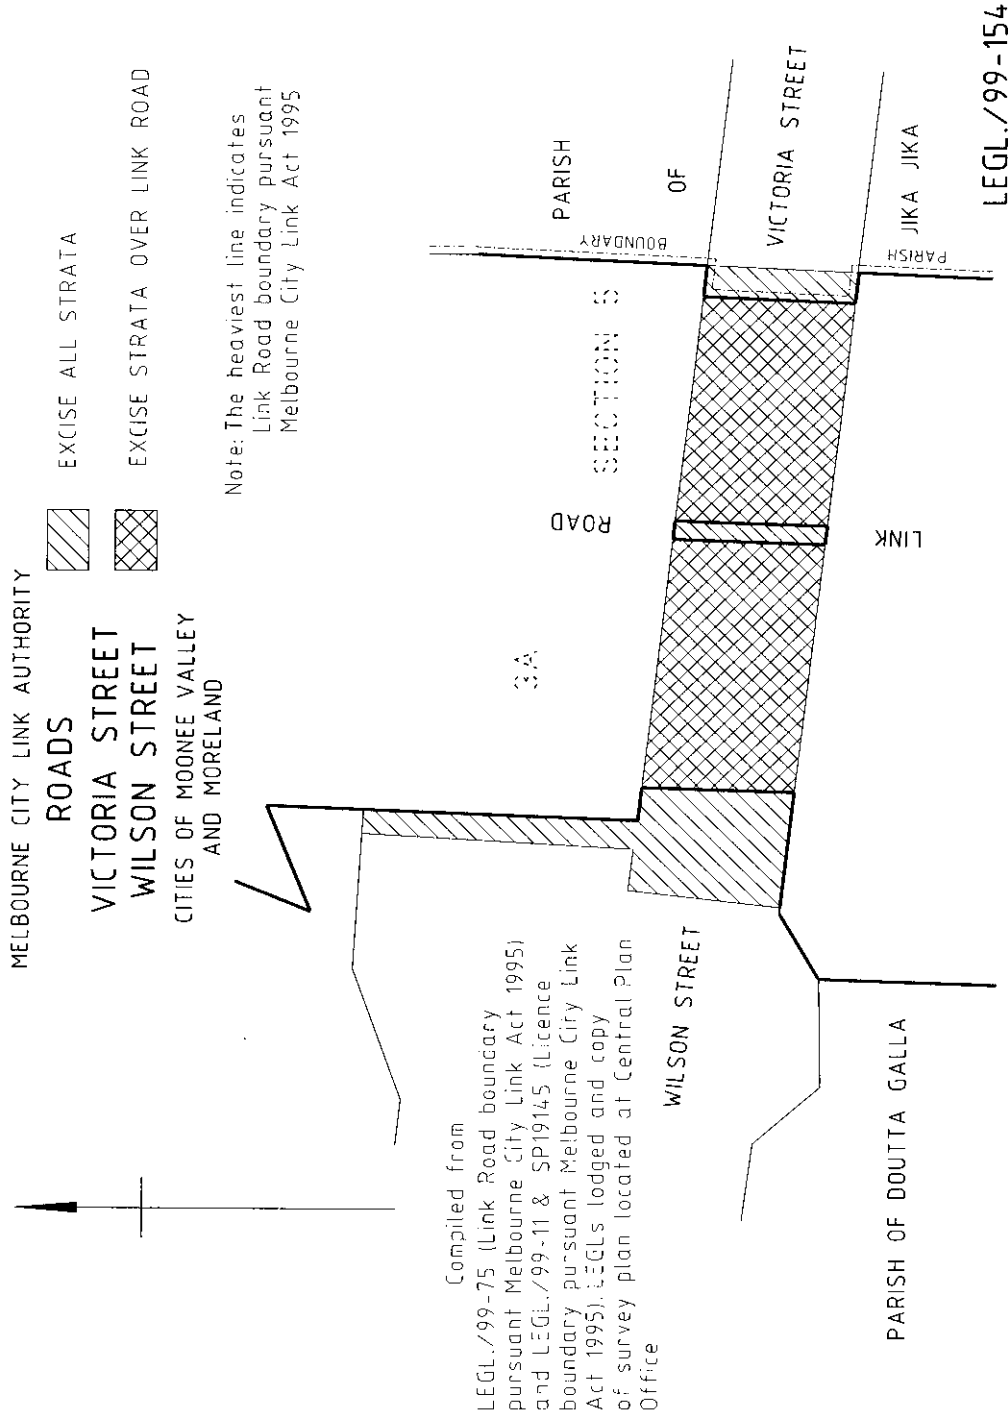 MELBOURNE CITY LINK AUTHORITY
ROADS
VICTORIA STREET
WILSON STREET
CITIES OF MOONEE VALLEY
AND MORELAND
EXCISE ALL STRATA
EXCISE STRATA OVER LINK ROAD
Note: The heaviest line indicates
Link Road boundary pursuant
Melbourne City Link Act 1995
Compiled from
LEGL./99-75 (Link Road boundary
pursuant Melbourne City Link Act 1995)
and LEGL./99-11 & SP19145 (Licence
boundary pursuant Melbourne City Link
Act 1995). LEGLs lodged and copy
of survey plan located at Central Plan
Office
3A
ROAD
SECTION 5
BOUNDARY
PARISH
OF
WILSON STREET
VICTORIA STREET
LINK
PARISH
JIKA JIKA
PARISH OF DOUTTA GALLA
LEGL./99-154